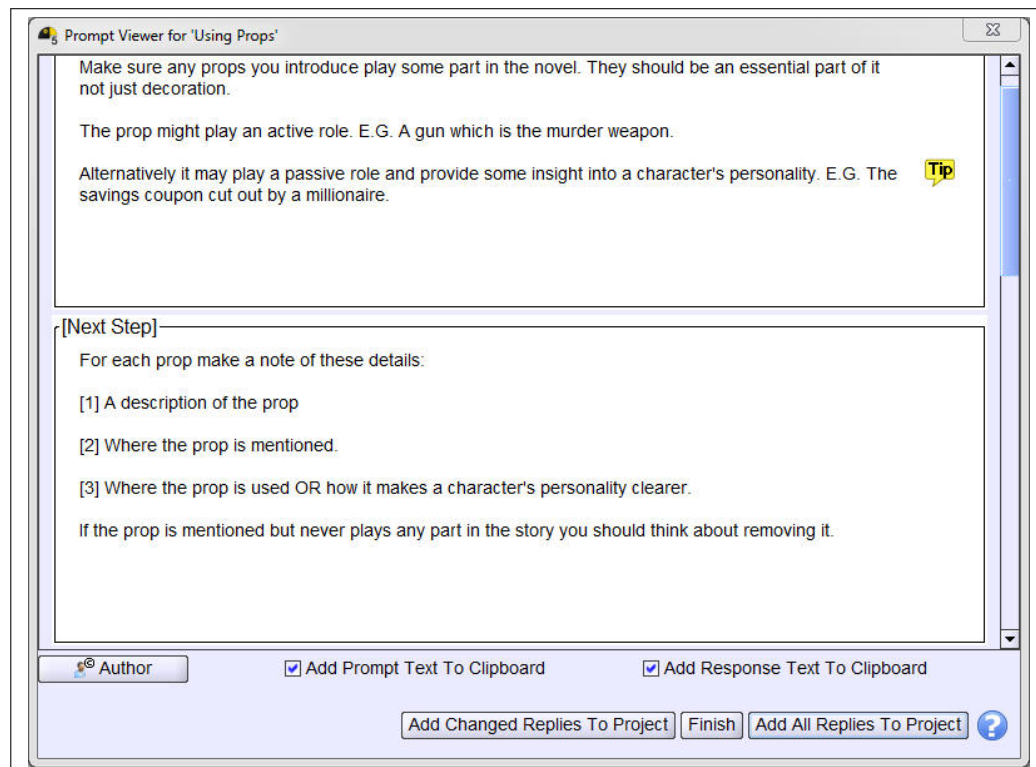 Prompt Viewer for 'Using Props'
Make sure any props you introduce play some part in the novel. They should be an essential part of it
not just decoration.
The prop might play an active role. E.G. A gun which is the murder weapon.
Alternatively it may play a passive role and provide some insight into a character's personality. E.G. The
Tip
savings coupon cut out by a millionaire.
[Next Step]
For each prop make a note of these details:
[1] A description of the prop
[2] Where the prop is mentioned.
[3] Where the prop is used OR how it makes a character's personality clearer.
If the prop is mentioned but never plays any part in the story you should think about removing it.
© Author
Add Prompt Text To Clipboard
Add Response Text To Clipboard
Add Changed Replies To Project
Finish
Add All Replies To Project
?